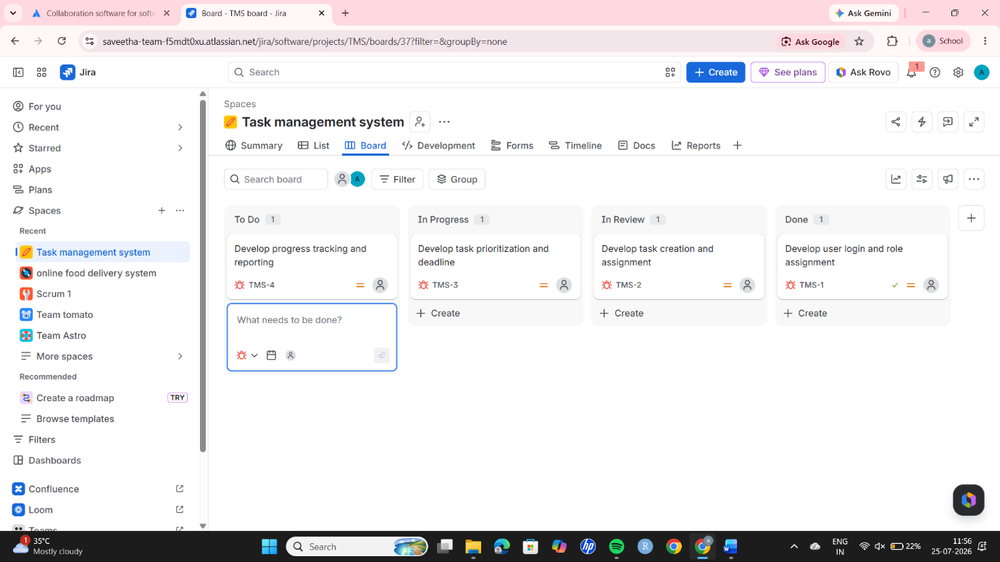 Collaboration software for softw
Board - TMS board - Jira
Ask Gemini
saveetha-team-f5mdt0xu.atlassian.net/jira/software/projects/TMS/boards/37?filter=&groupBy=none
Ask Google
a
School
Jira
Search
Create
See plans
Ask Rovo
1
A
For you
Recent
Starred
Apps
Plans
Spaces
Recent
Task management system
online food delivery system
Scrum 1
Team tomato
Team Astro
More spaces
Recommended
Create a roadmap
TRY
Browse templates
Filters
Dashboards
Confluence
Loom
Teams
Spaces
Task management system
Summary
List
Board
Development
Forms
Timeline
Docs
Reports
Search board
A
Filter
Group
To Do 1
Develop progress tracking and
reporting
TMS-4
What needs to be done?
In Progress 1
Develop task prioritization and
deadline
TMS-3
Create
In Review 1
Develop task creation and
assignment
TMS-2
Create
Done 1
Develop user login and role
assignment
TMS-1
Create
1
35°C
Mostly cloudy
Search
hp
R
a
W
ENG
IN
22%
11:56
25-07-2026